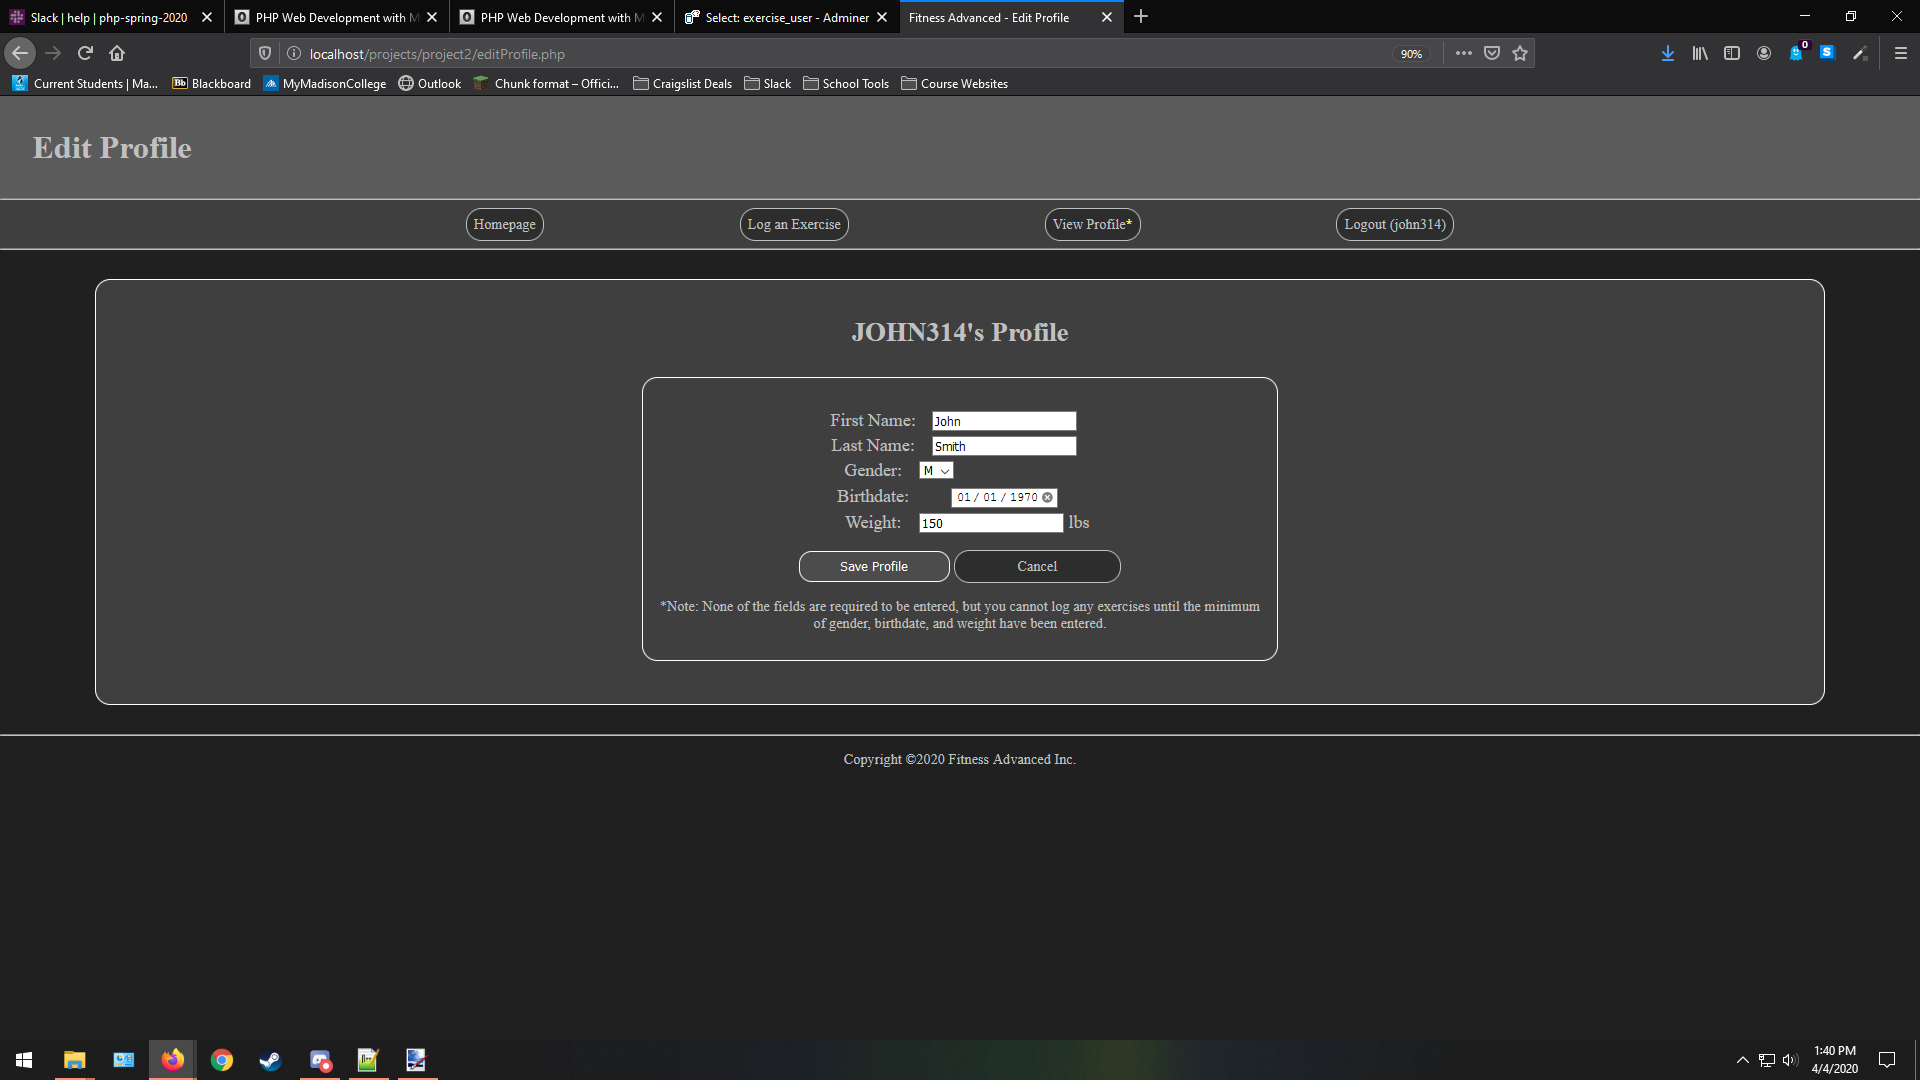 Slack | help | php-spring-2020
PHP Web Development with M
PHP Web Development with M
Select: exercise_user - Adminer
Fitness Advanced - Edit Profile
localhost/projects/project2/editProfile.php
90%
0
S
Current Students | Ma...
Bb Blackboard
MyMadisonCollege
Outlook
Chunk format – Offici...
Craigslist Deals
Slack
School Tools
Course Websites
Edit Profile
Homepage
Log an Exercise
View Profile*
Logout (john314)
JOHN314's Profile
First Name: John
Last Name: Smith
Gender: M
Birthdate: 01 / 01 / 1970
Weight: 150 lbs
Save Profile
Cancel
*Note: None of the fields are required to be entered, but you cannot log any exercises until the minimum
of gender, birthdate, and weight have been entered.
Copyright ©2020 Fitness Advanced Inc.
1:40 PM
4/4/2020